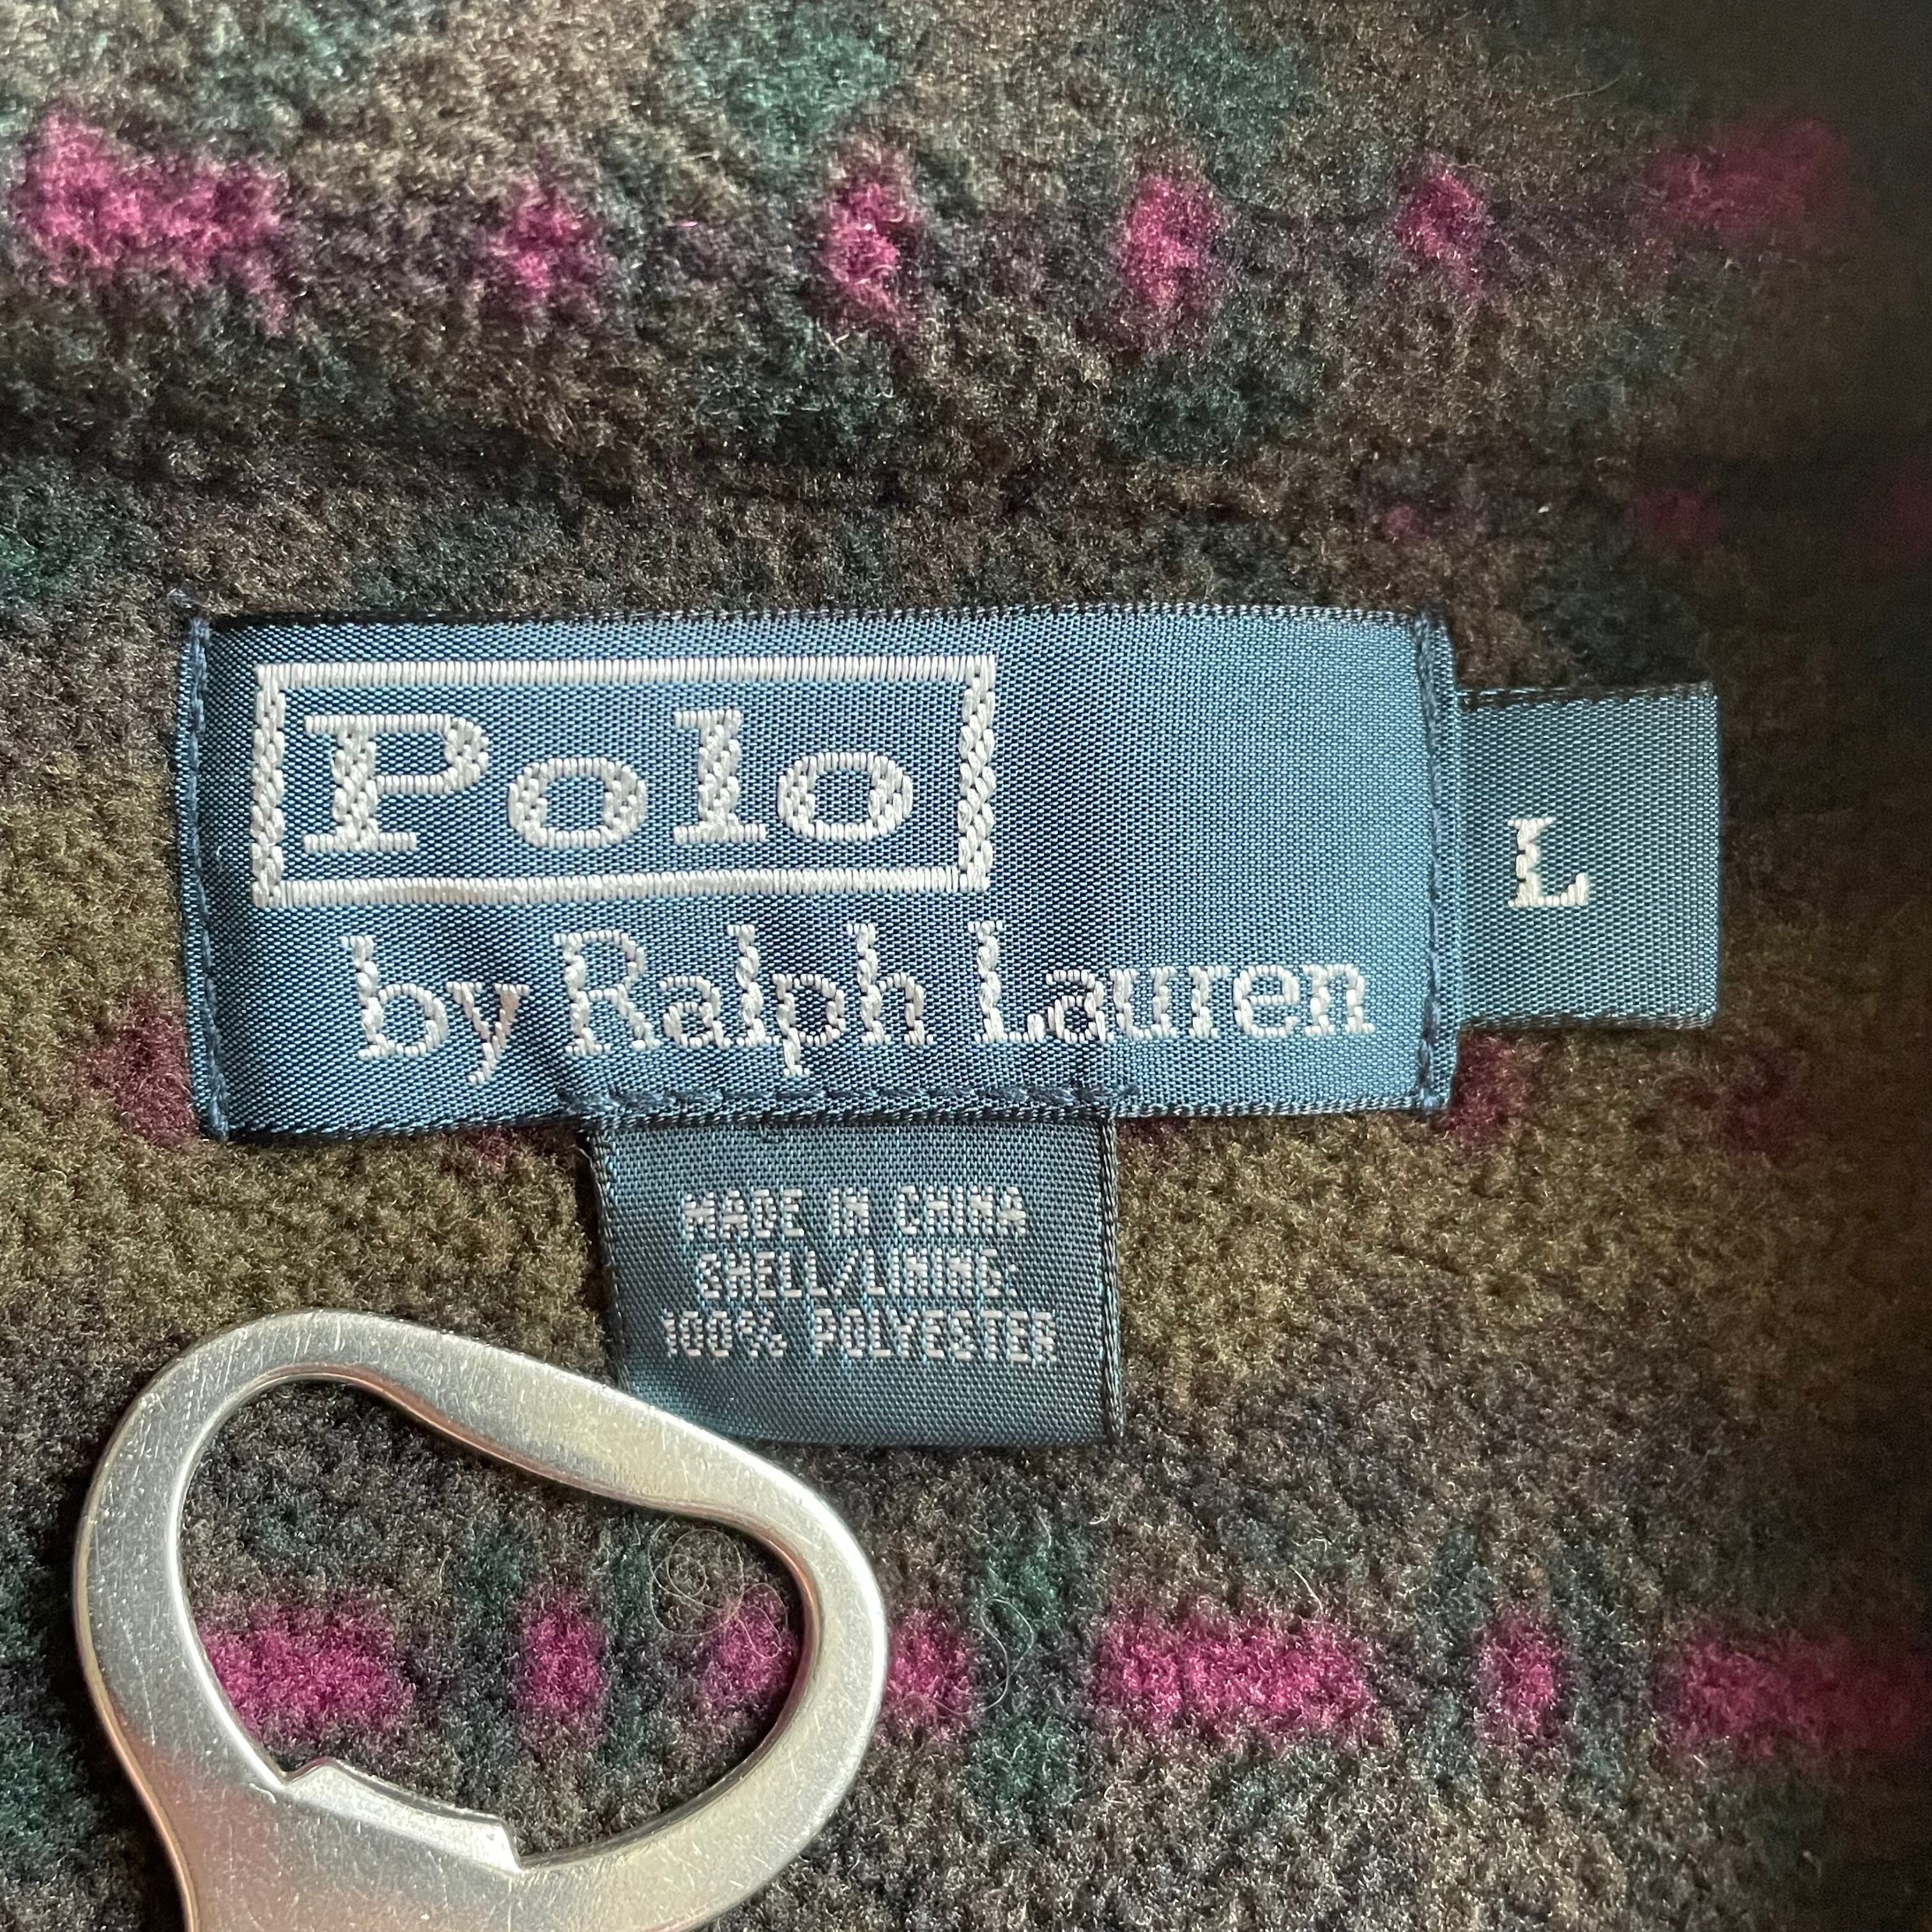 Polo
by Ralph Lauren
L
MADE IN CHINA
SHELL/LINING:
100% POLYESTER